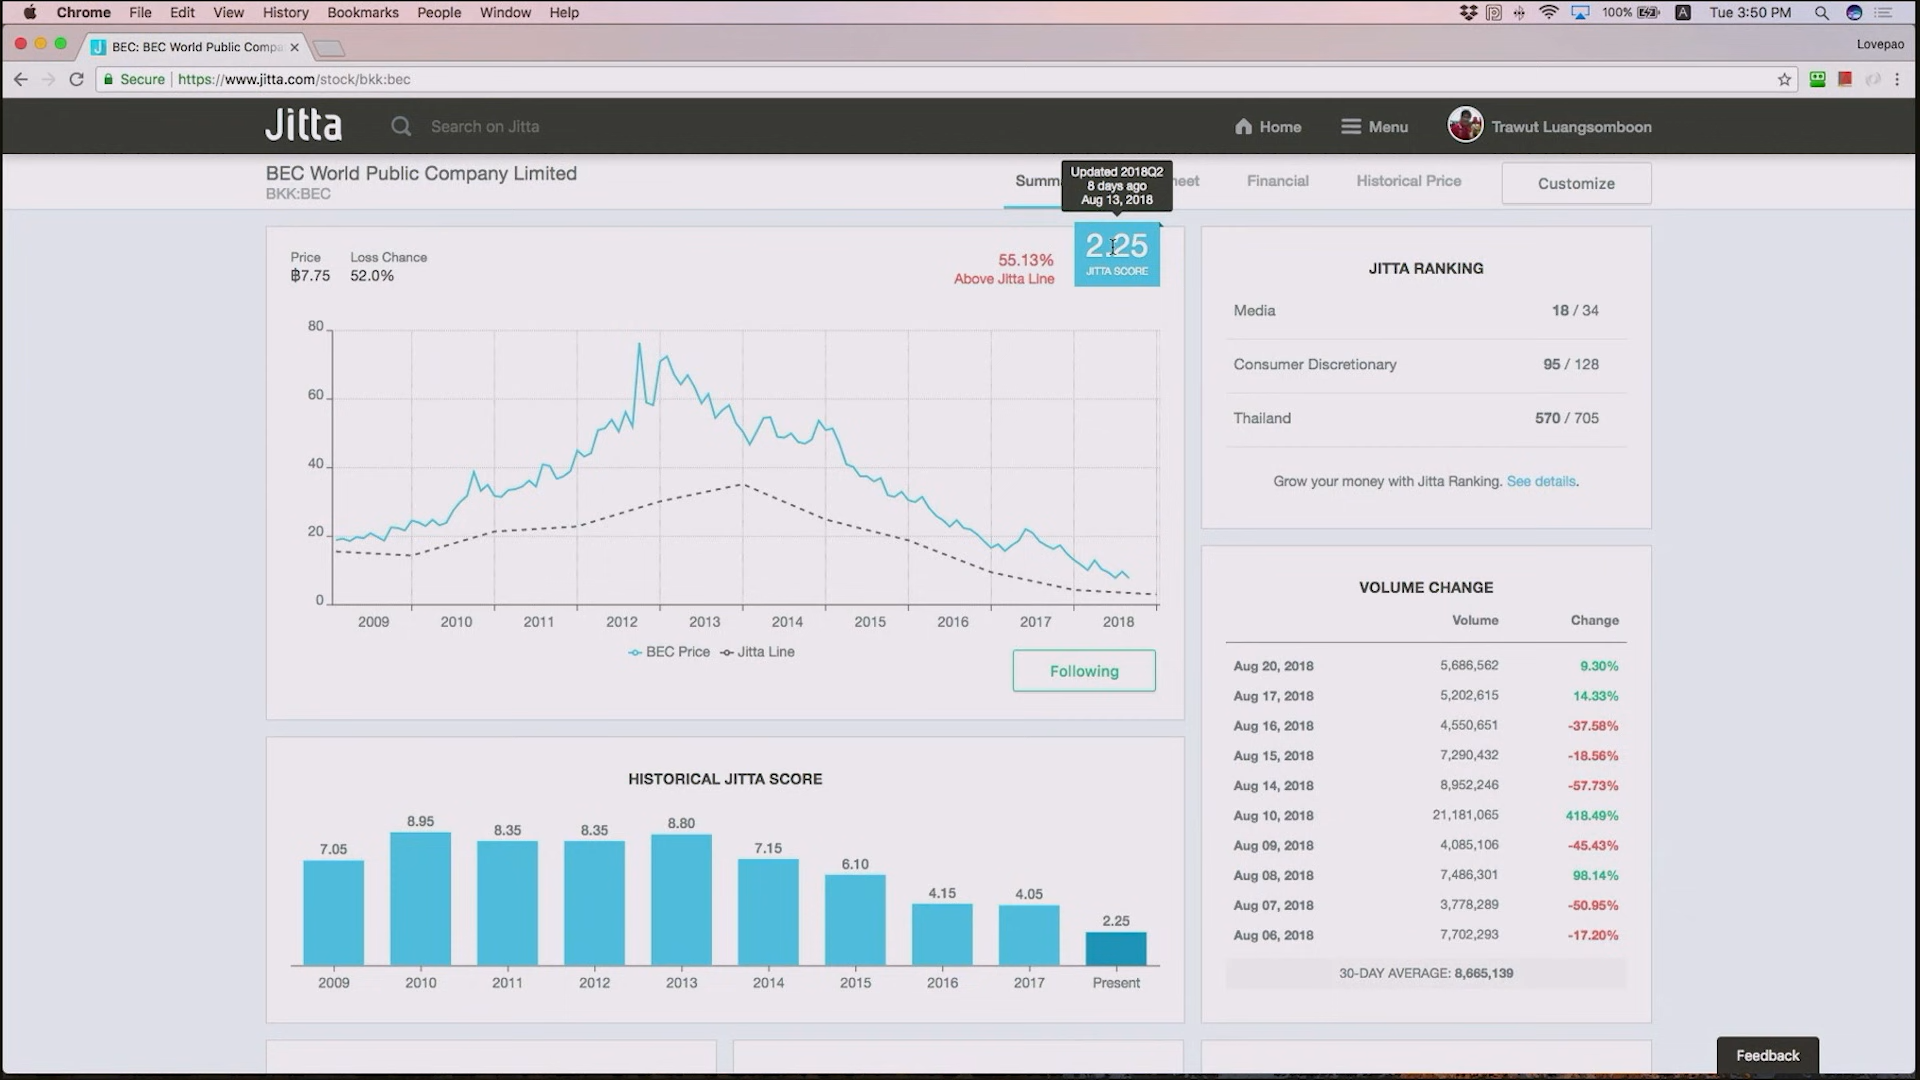 Chrome File Edit View History Bookmarks People Window Help 100% A Tue 3:50 PM
J BEC: BEC World Public Compa Lovepao
Secure https://www.jitta.com/stock/bkk:bec
Jitta Search on Jitta Home Menu Trawut Luangsomboon
BEC World Public Company Limited
BKK:BEC
Summ eet Financial Historical Price Customize
Updated 2018Q2
8 days ago
Aug 13, 2018
Price Loss Chance
฿7.75 52.0%
55.13%
Above Jitta Line
2.25
JITTA SCORE
80
60
40
20
0
2009 2010 2011 2012 2013 2014 2015 2016 2017 2018
BEC Price Jitta Line
Following
HISTORICAL JITTA SCORE
7.05 8.95 8.35 8.35 8.80 7.15 6.10 4.15 4.05 2.25
2009 2010 2011 2012 2013 2014 2015 2016 2017 Present
JITTA RANKING
Media 18 / 34
Consumer Discretionary 95 / 128
Thailand 570 / 705
Grow your money with Jitta Ranking. See details.
VOLUME CHANGE
Volume Change
Aug 20, 2018 5,686,562 9.30%
Aug 17, 2018 5,202,615 14.33%
Aug 16, 2018 4,550,651 -37.58%
Aug 15, 2018 7,290,432 -18.56%
Aug 14, 2018 8,952,246 -57.73%
Aug 10, 2018 21,181,065 418.49%
Aug 09, 2018 4,085,106 -45.43%
Aug 08, 2018 7,486,301 98.14%
Aug 07, 2018 3,778,289 -50.95%
Aug 06, 2018 7,702,293 -17.20%
30-DAY AVERAGE: 8,665,139
Feedback